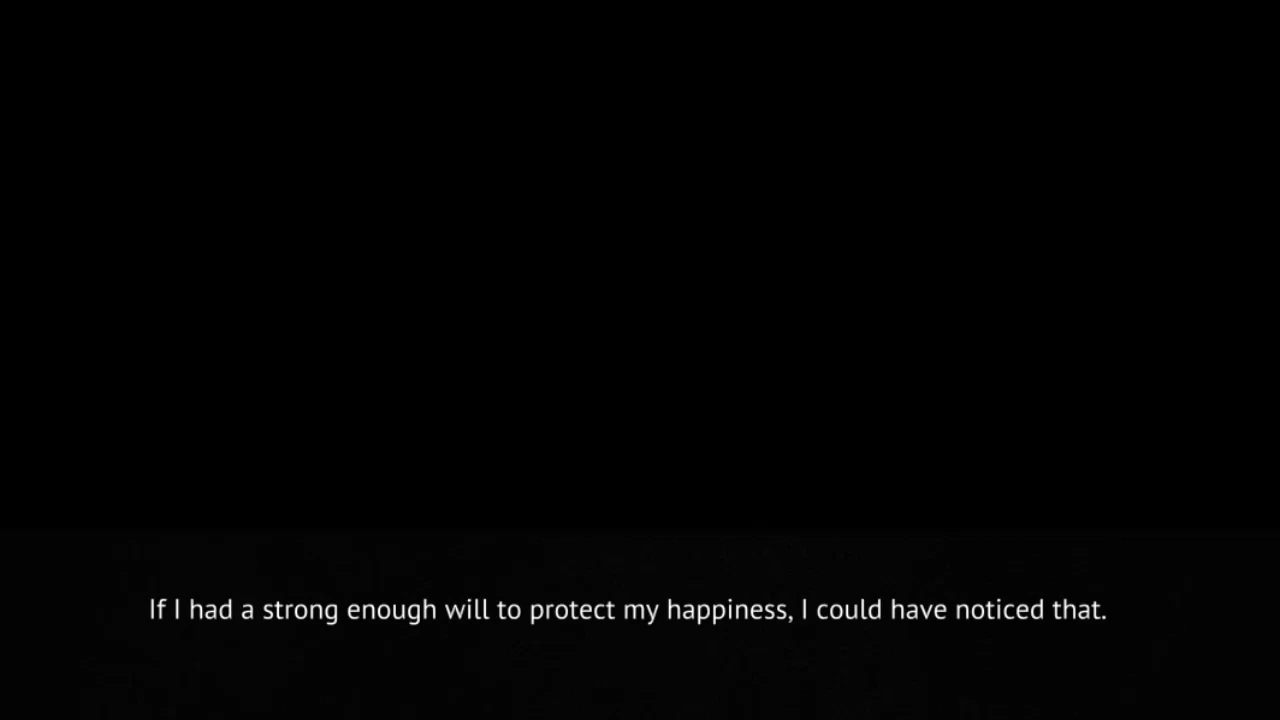 If I had a strong enough will to protect my happiness, I could have noticed that.